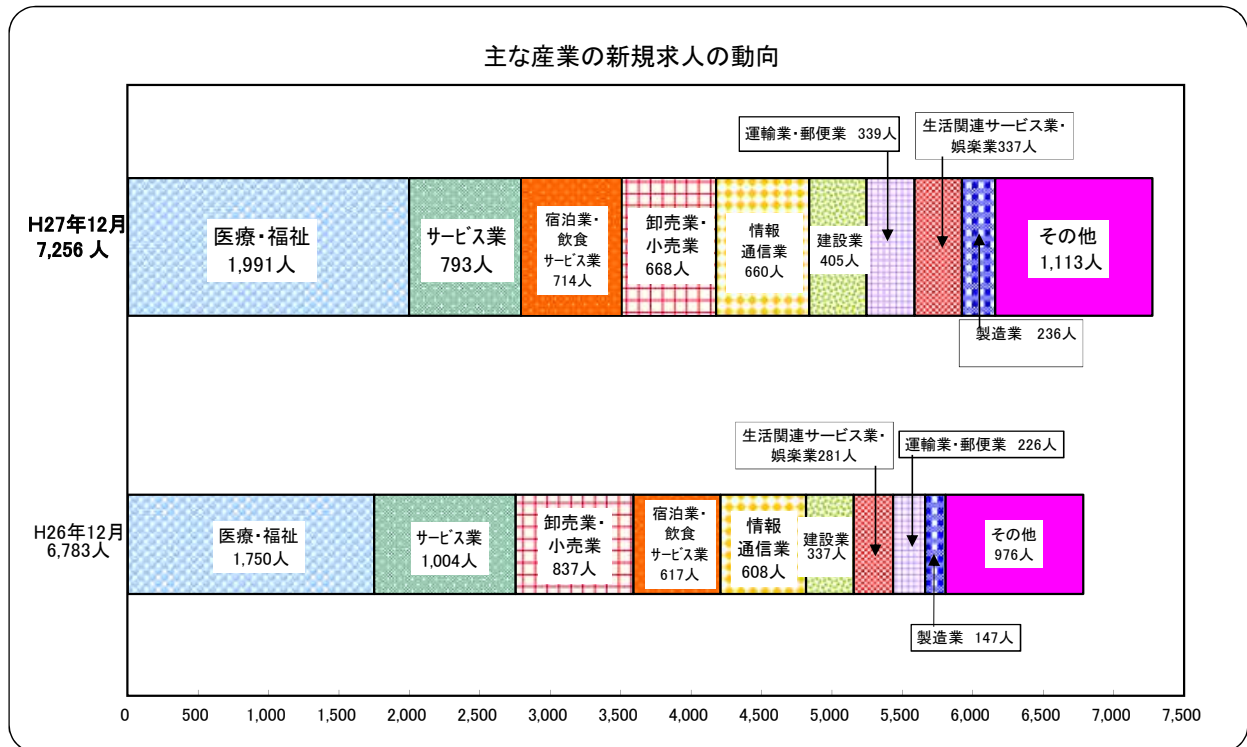 主な産業の新規求人の動向
運輸業・郵便業 339人
生活関連サービス業・
娯楽業337人
H27年12月
7,256 人
医療・福祉
1,991人
サービス業
793人
宿泊業・
飲食
サービス業
714人
卸売業・
小売業
668人
情報
通信業
660人
建設業
405人
その他
1,113人
製造業 236人
生活関連サービス業・
娯楽業281人
運輸業・郵便業 226人
H26年12月
6,783人
医療・福祉
1,750人
サービス業
1,004人
卸売業・
小売業
837人
宿泊業・
飲食
サービス業
617人
情報
通信業
608人
建設業
337人
その他
976人
製造業 147人
0 500 1,000 1,500 2,000 2,500 3,000 3,500 4,000 4,500 5,000 5,500 6,000 6,500 7,000 7,500